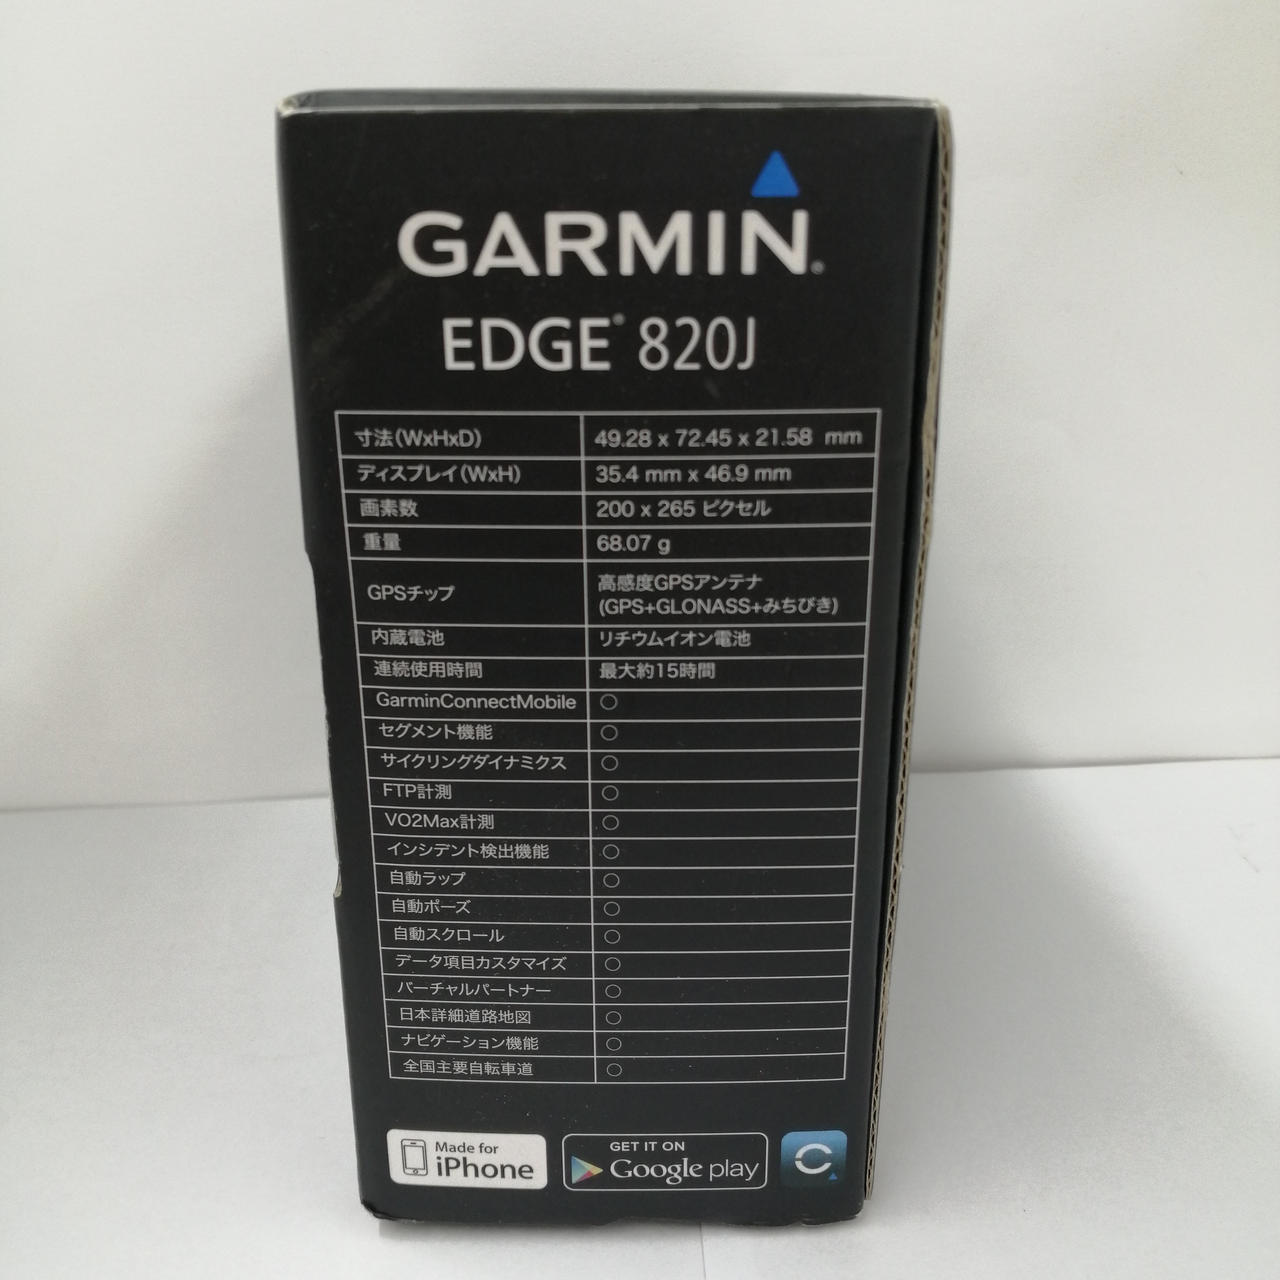 GARMIN®
EDGE® 820J
寸法(WxHxD) 49.28 x 72.45 x 21.58 mm
ディスプレイ(WxH) 35.4 mm x 46.9 mm
画素数 200 x 265 ピクセル
重量 68.07 g
GPSチップ 高感度GPSアンテナ
(GPS+GLONASS+みちびき)
内蔵電池 リチウムイオン電池
連続使用時間 最大約15時間
GarminConnectMobile ○
セグメント機能 ○
サイクリングダイナミクス ○
FTP計測 ○
VO2Max計測 ○
インシデント検出機能 ○
自動ラップ ○
自動ポーズ ○
自動スクロール ○
データ項目カスタマイズ ○
バーチャルパートナー ○
日本詳細道路地図 ○
ナビゲーション機能 ○
全国主要自転車道 ○
Made for
iPhone
GET IT ON
Google play